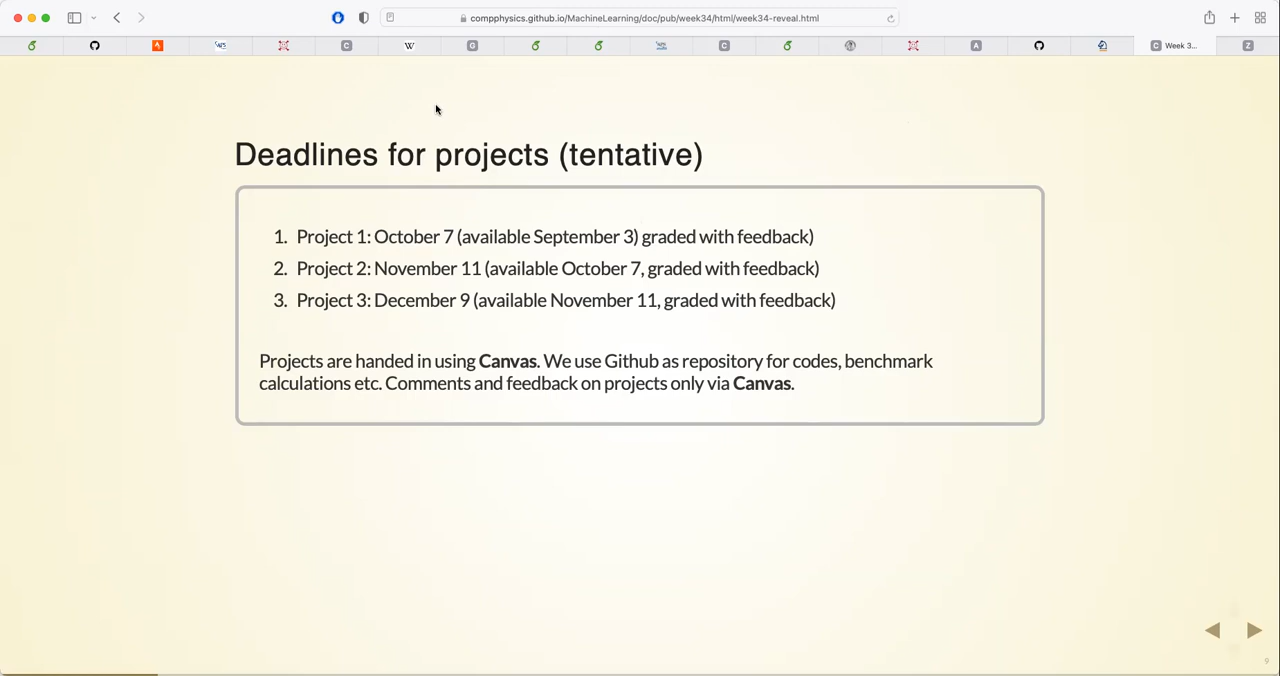 compphysics.github.io/MachineLearning/doc/pub/week34/html/week34-reveal.html
C
W
G
C
A
C Week 3...
Z
Deadlines for projects (tentative)
1. Project 1: October 7 (available September 3) graded with feedback)
2. Project 2: November 11 (available October 7, graded with feedback)
3. Project 3: December 9 (available November 11, graded with feedback)
Projects are handed in using Canvas. We use Github as repository for codes, benchmark
calculations etc. Comments and feedback on projects only via Canvas.
9